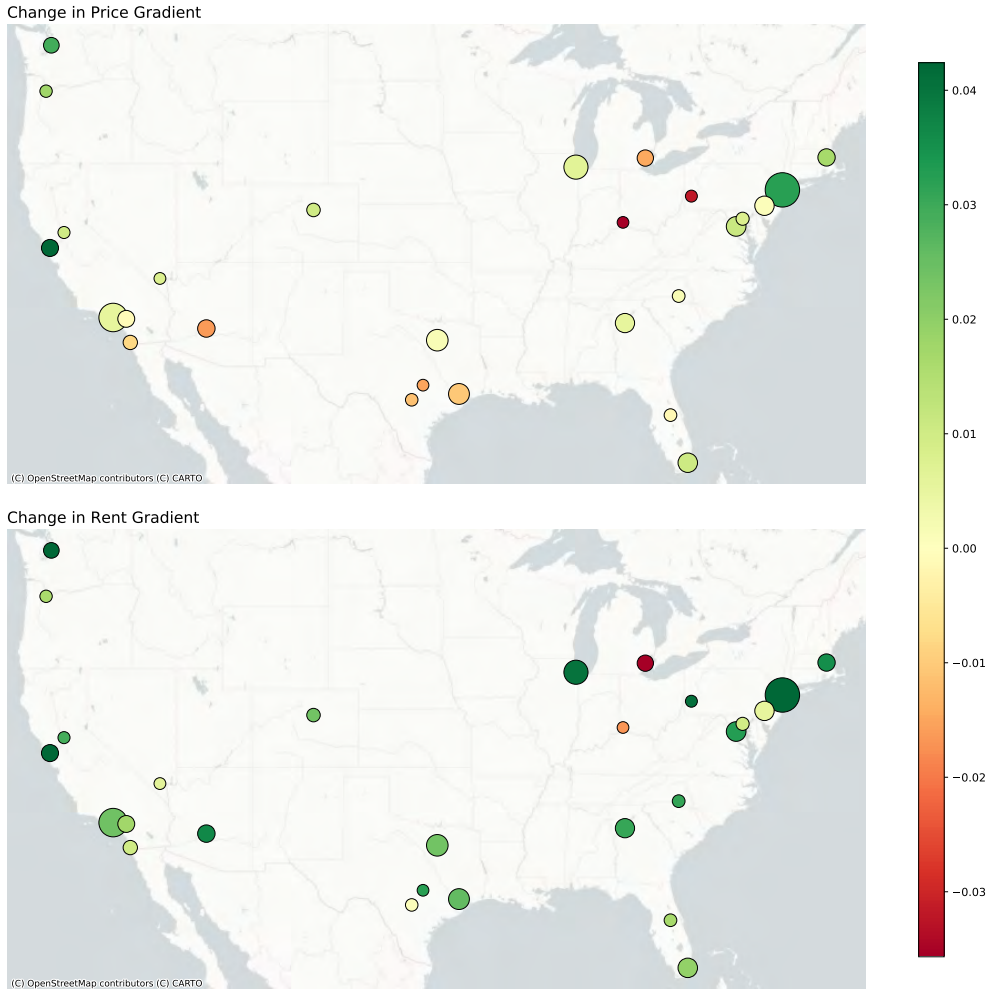 Change in Price Gradient
(C) OpenStreetMap contributors (C) CARTO
Change in Rent Gradient
(C) OpenStreetMap contributors (C) CARTO
0.04
0.03
0.02
0.01
0.00
−0.01
−0.02
−0.03